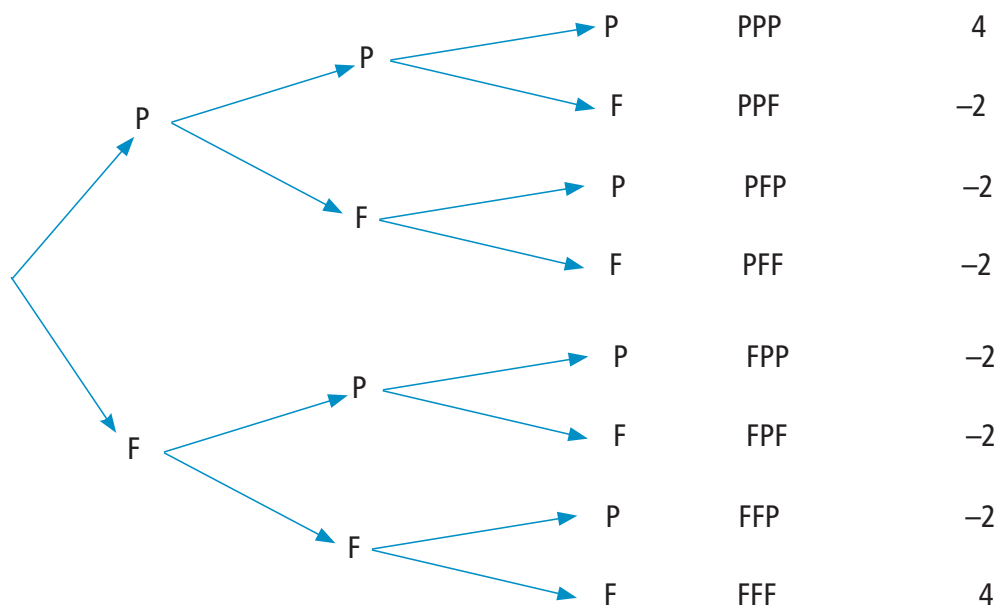 P PPP 4
P
F PPF –2
P
P PFP –2
F
F PFF –2
P FPP –2
P
F FPF –2
F
P FFP –2
F
F FFF 4